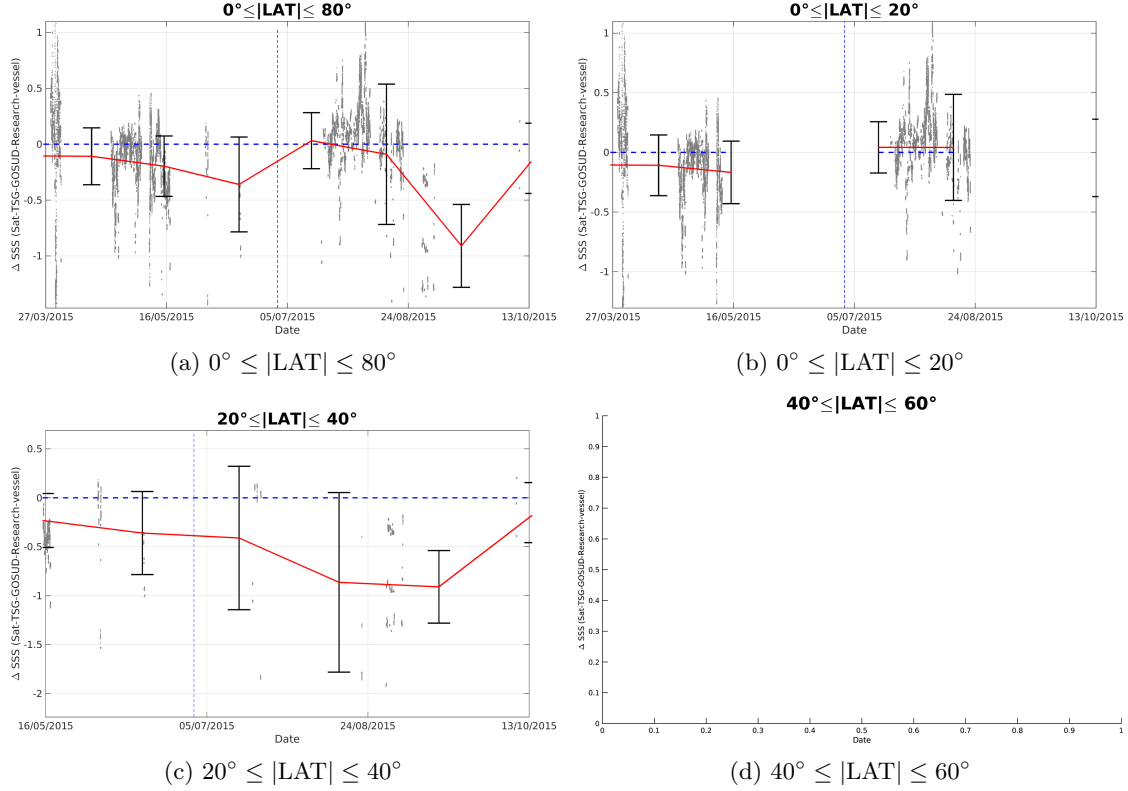 0°≤|LAT|≤ 80°
1
0.5
0
-0.5
-1
Δ SSS (Sat-TSG-GOSUD-Research-vessel)
27/03/2015 16/05/2015 05/07/2015 24/08/2015 13/10/2015
Date
(a) 0° ≤ |LAT| ≤ 80°
0°≤|LAT|≤ 20°
1
0.5
0
-0.5
-1
Δ SSS (Sat-TSG-GOSUD-Research-vessel)
27/03/2015 16/05/2015 05/07/2015 24/08/2015 13/10/2015
Date
(b) 0° ≤ |LAT| ≤ 20°
20°≤|LAT|≤ 40°
0.5
0
-0.5
-1
-1.5
-2
Δ SSS (Sat-TSG-GOSUD-Research-vessel)
16/05/2015 05/07/2015 24/08/2015 13/10/2015
Date
(c) 20° ≤ |LAT| ≤ 40°
40°≤|LAT|≤ 60°
1
0.9
0.8
0.7
0.6
0.5
0.4
0.3
0.2
0.1
0
Δ SSS (Sat-TSG-GOSUD-Research-vessel)
0 0.1 0.2 0.3 0.4 0.5 0.6 0.7 0.8 0.9 1
Date
(d) 40° ≤ |LAT| ≤ 60°